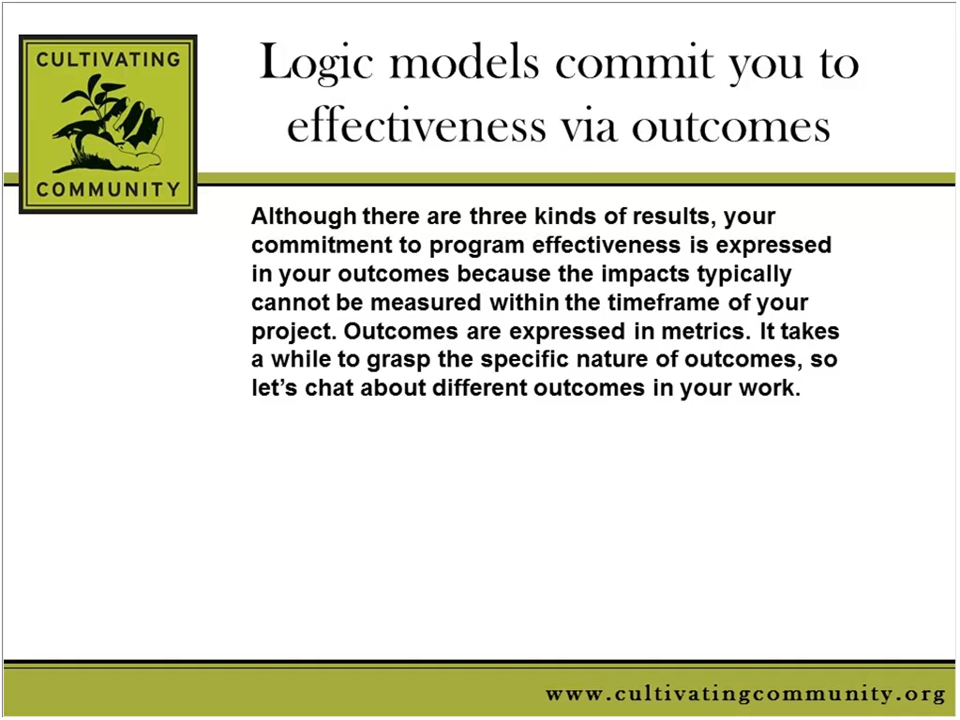 CULTIVATING
COMMUNITY
Logic models commit you to
effectiveness via outcomes
Although there are three kinds of results, your
commitment to program effectiveness is expressed
in your outcomes because the impacts typically
cannot be measured within the timeframe of your
project. Outcomes are expressed in metrics. It takes
a while to grasp the specific nature of outcomes, so
let's chat about different outcomes in your work.
www.cultivatingcommunity.org